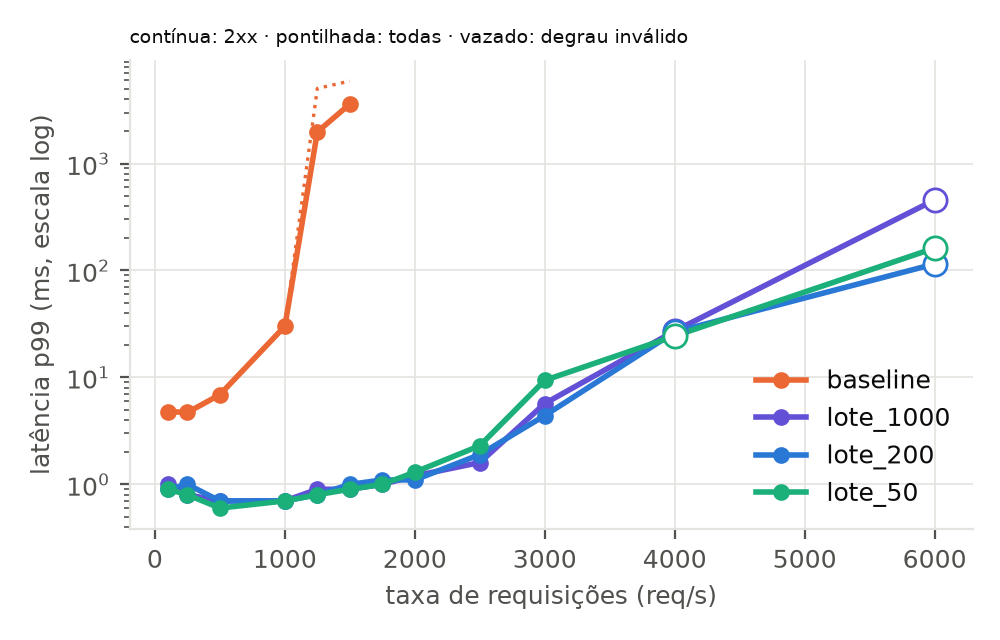 contínua: 2xx · pontilhada: todas · vazado: degrau inválido
latência p99 (ms, escala log)
10³
10²
10¹
10⁰
baseline
lote_1000
lote_200
lote_50
0 1000 2000 3000 4000 5000 6000
taxa de requisições (req/s)